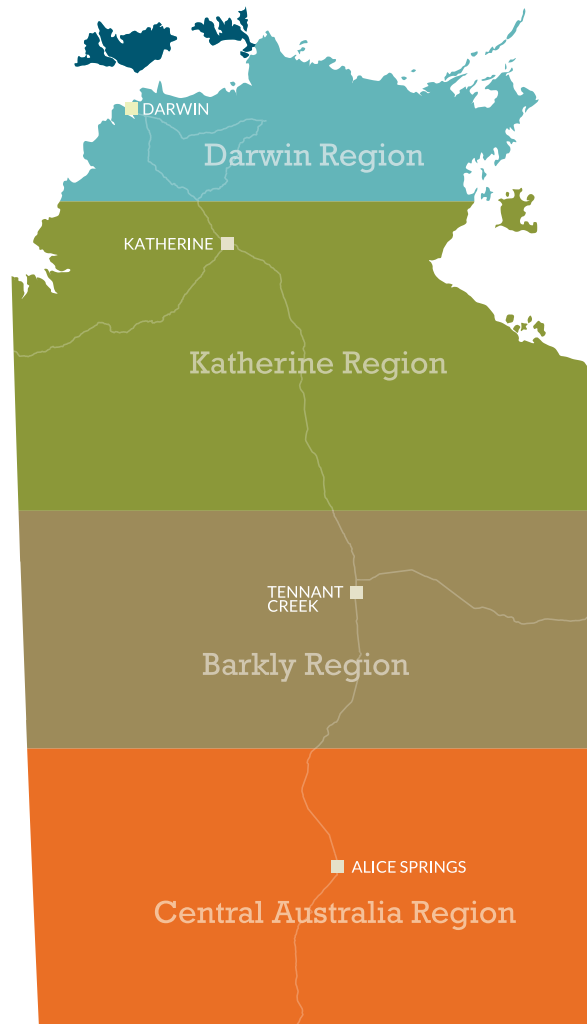 DARWIN
Darwin Region
KATHERINE
Katherine Region
TENNANT
CREEK
Barkly Region
ALICE SPRINGS
Central Australia Region